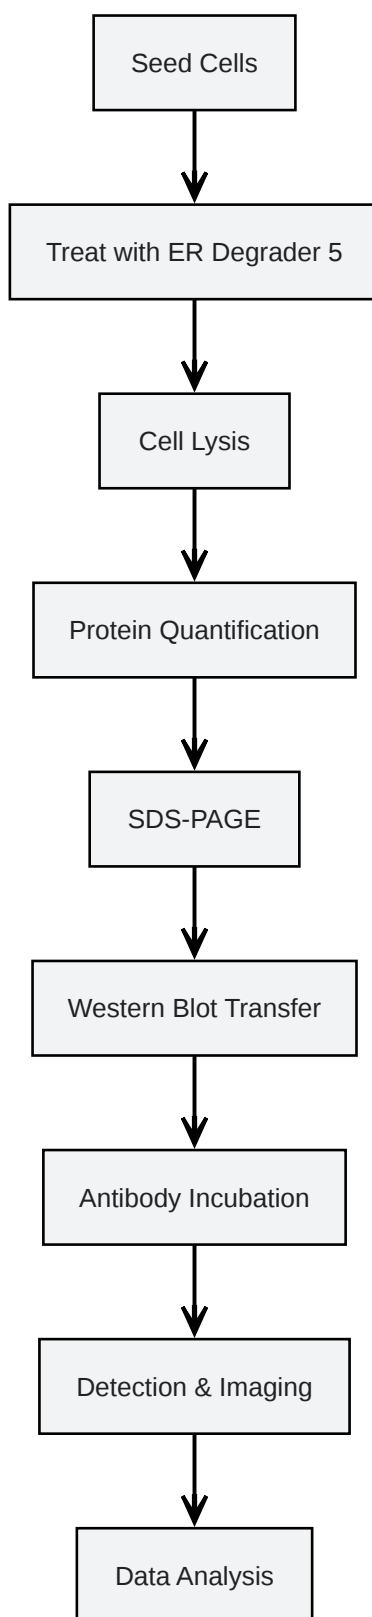 Seed Cells
Treat with ER Degrader 5
Cell Lysis
Protein Quantification
SDS-PAGE
Western Blot Transfer
Antibody Incubation
Detection & Imaging
Data Analysis